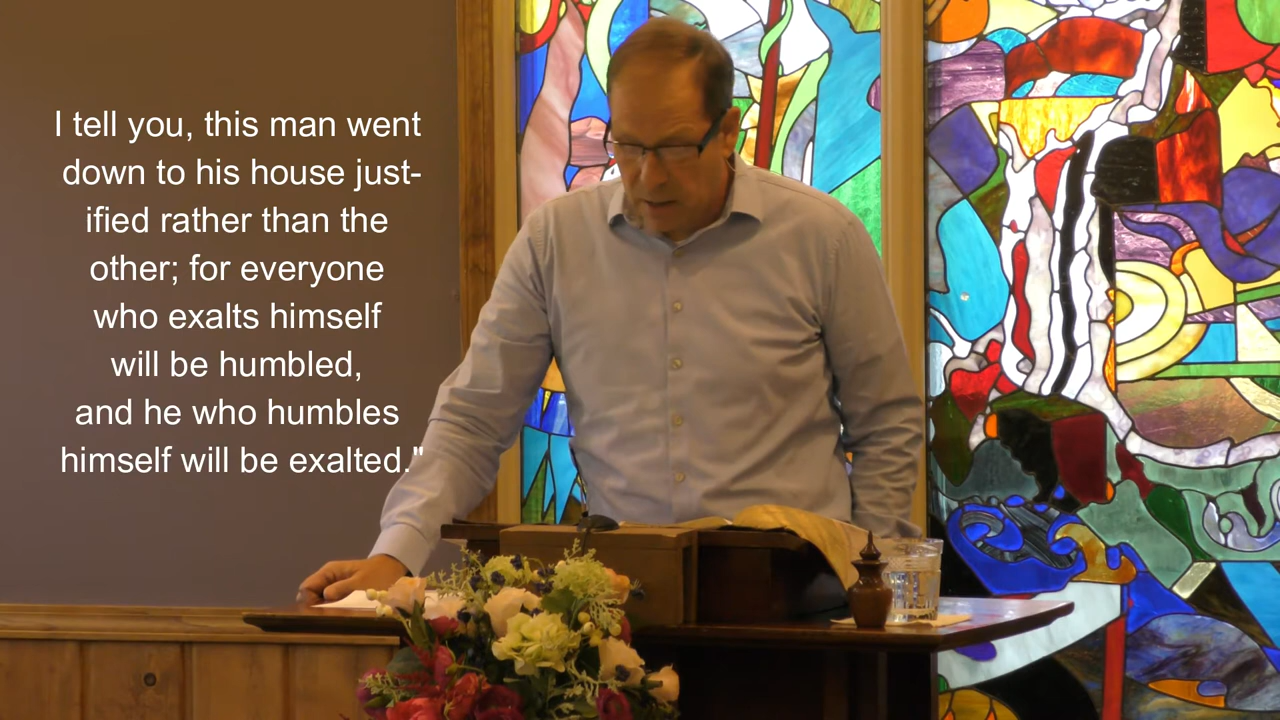 I tell you, this man went
down to his house just-
ified rather than the
other; for everyone
who exalts himself
will be humbled,
and he who humbles
himself will be exalted."